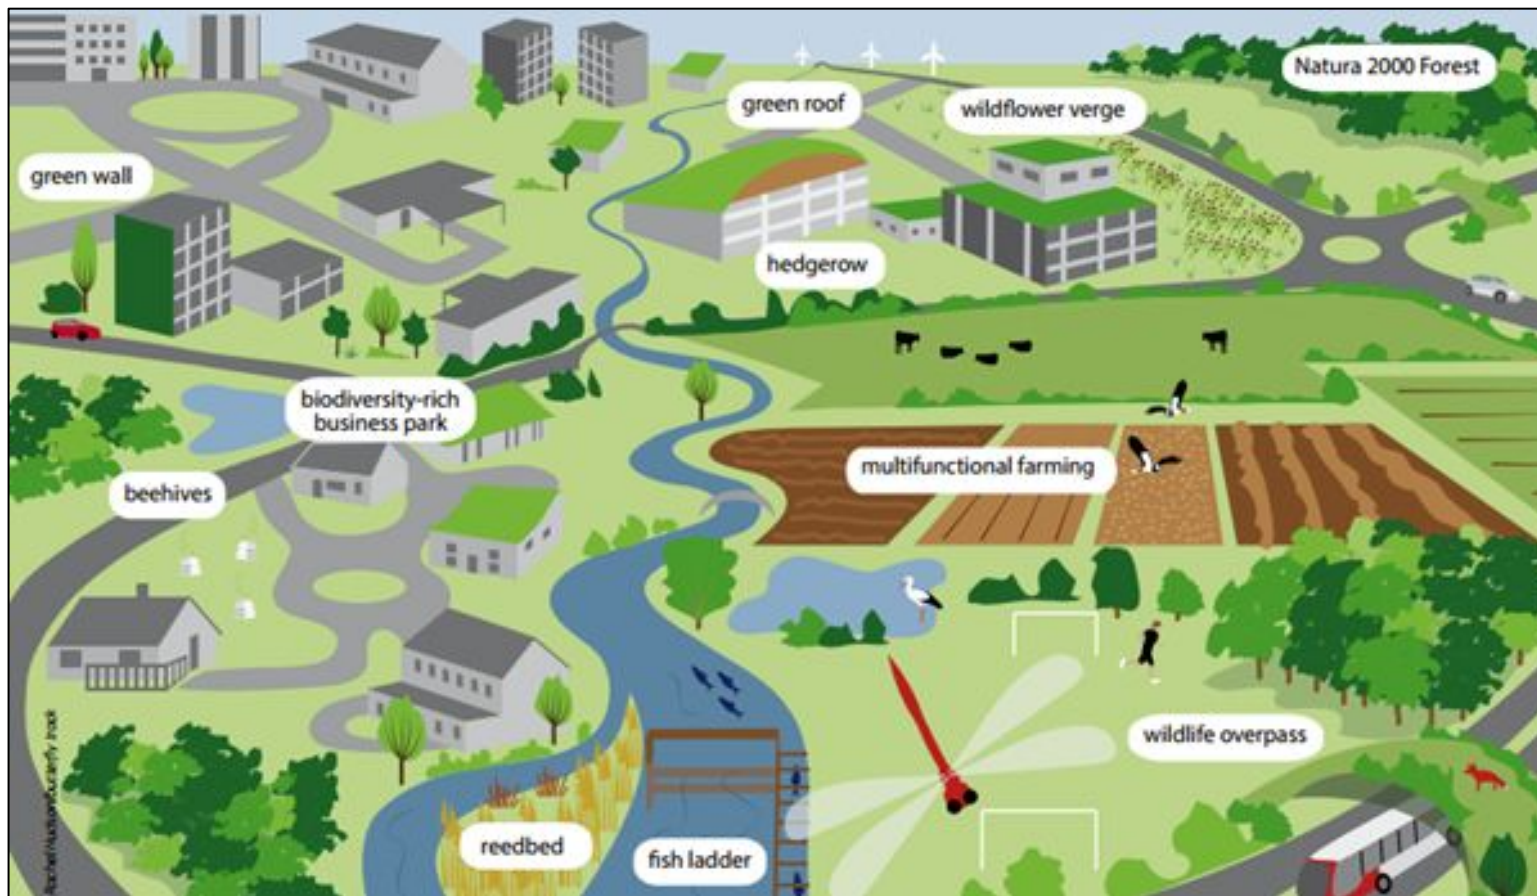 Natura 2000 Forest
green roof
wildflower verge
green wall
hedgerow
biodiversity-rich
business park
multifunctional farming
beehives
wildlife overpass
reedbed
fish ladder